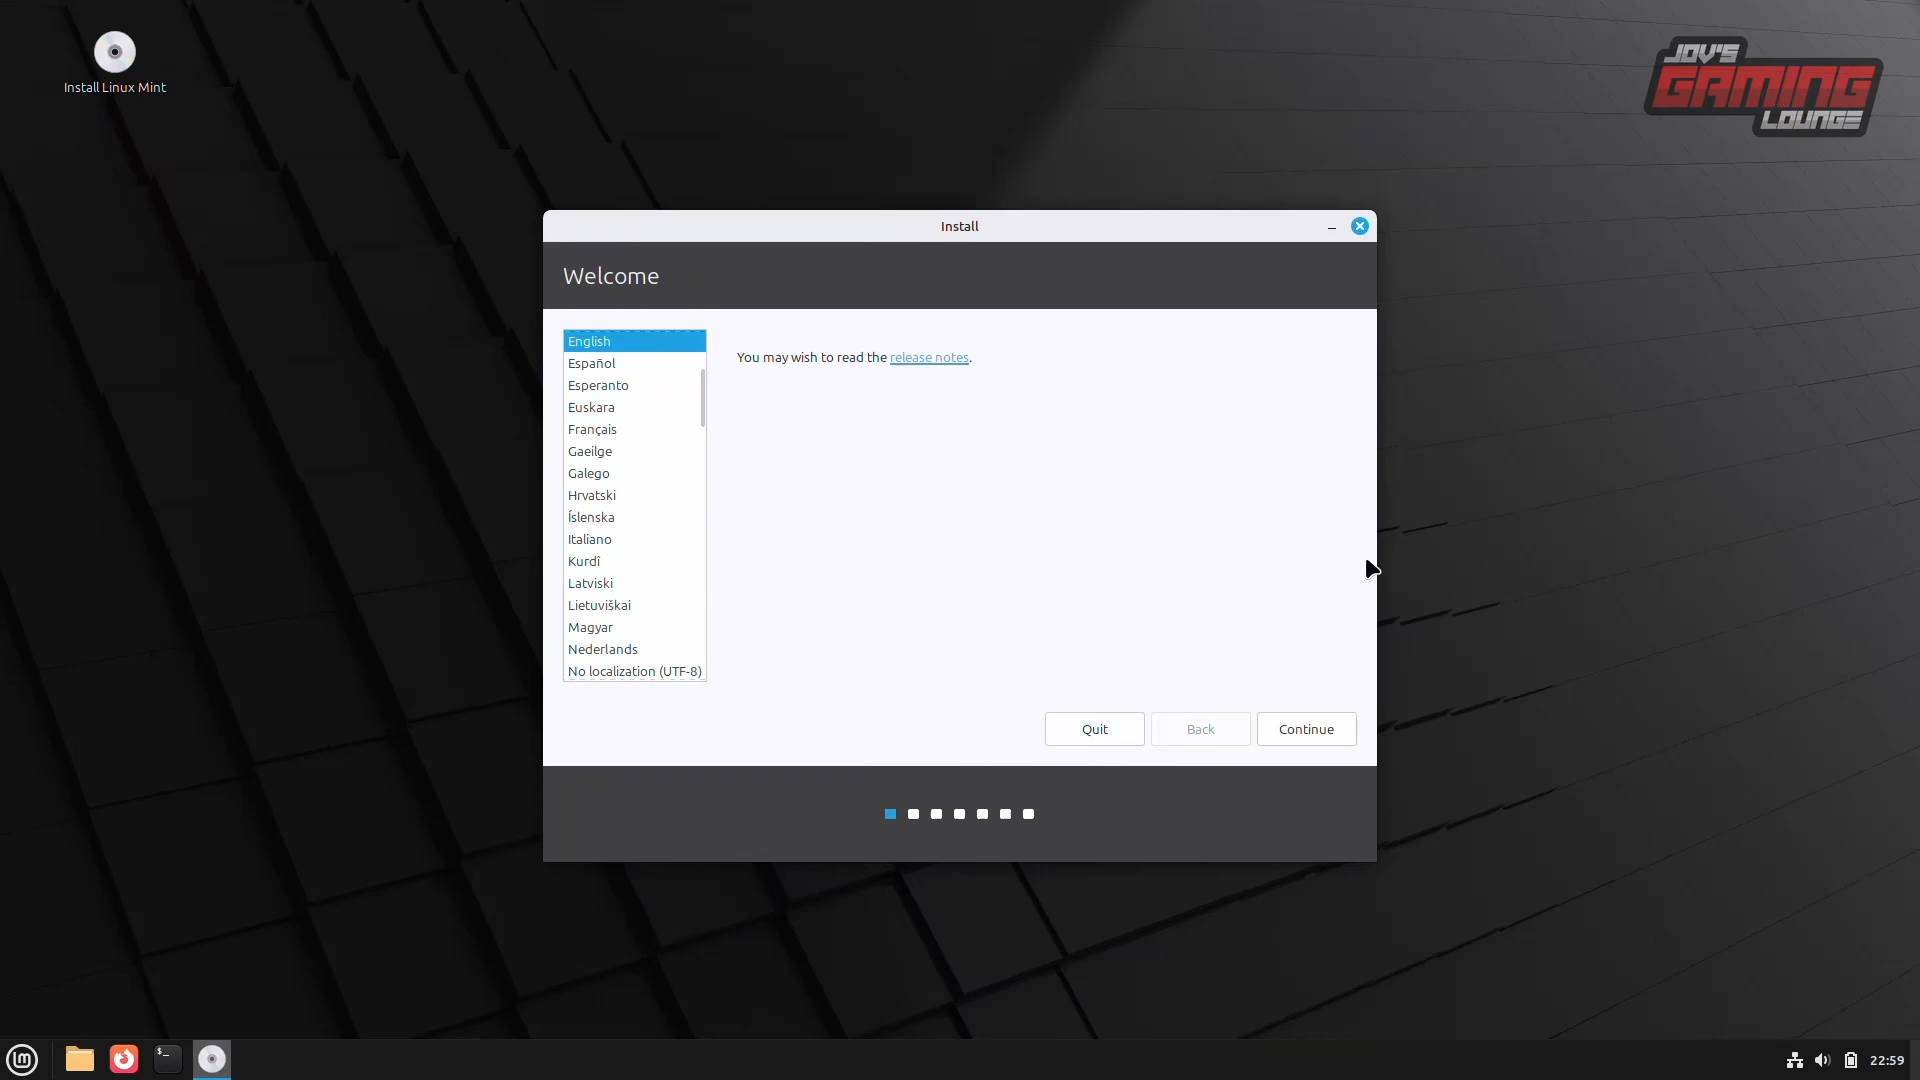 Install Linux Mint
JOV'S
GAMING
LOUNGE
Install
Welcome
English
Español
Esperanto
Euskara
Français
Gaeilge
Galego
Hrvatski
Íslenska
Italiano
Kurdî
Latviski
Lietuviškai
Magyar
Nederlands
No localization (UTF-8)
You may wish to read the release notes.
Quit
Back
Continue
lm
$_
22:59